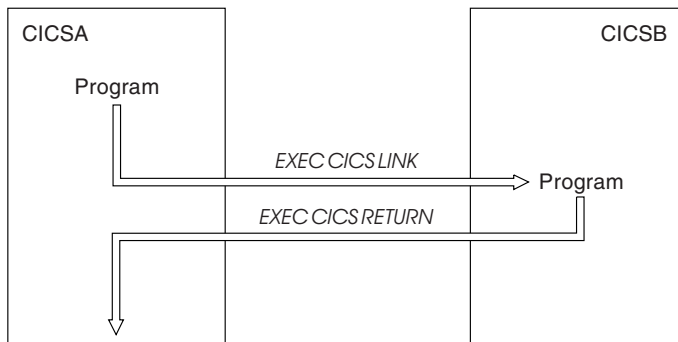 CICSA
CICSB
Program
EXEC CICS LINK
Program
EXEC CICS RETURN